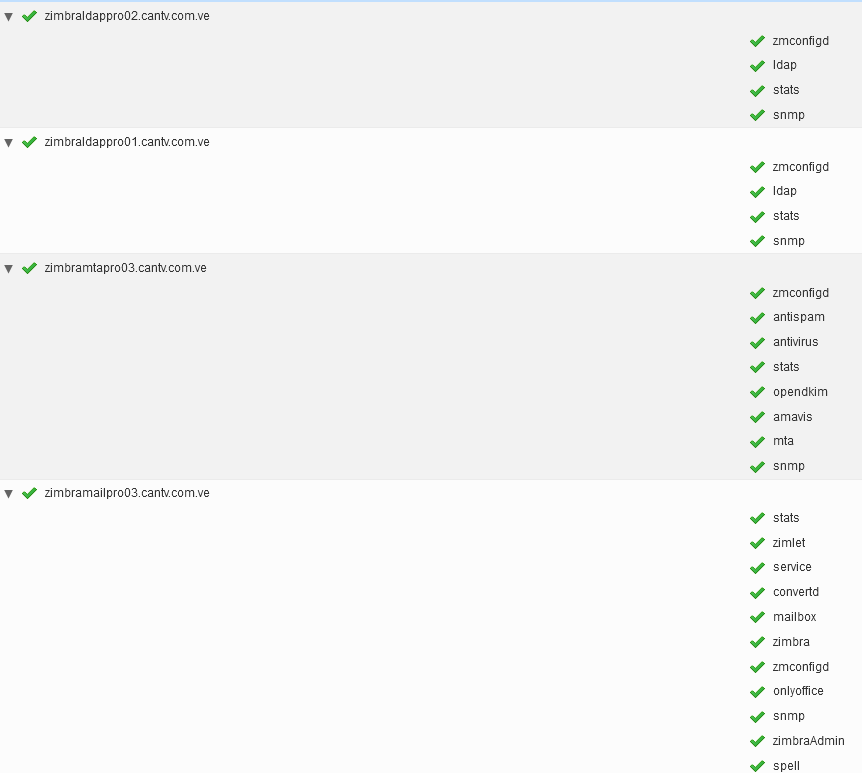 zimbraldappro02.cantv.com.ve
zmconfigd
ldap
stats
snmp
zimbraldappro01.cantv.com.ve
zmconfigd
ldap
stats
snmp
zimbramtapro03.cantv.com.ve
zmconfigd
antispam
antivirus
stats
opendkim
amavis
mta
snmp
zimbramailpro03.cantv.com.ve
stats
zimlet
service
convertd
mailbox
zimbra
zmconfigd
onlyoffice
snmp
zimbraAdmin
spell